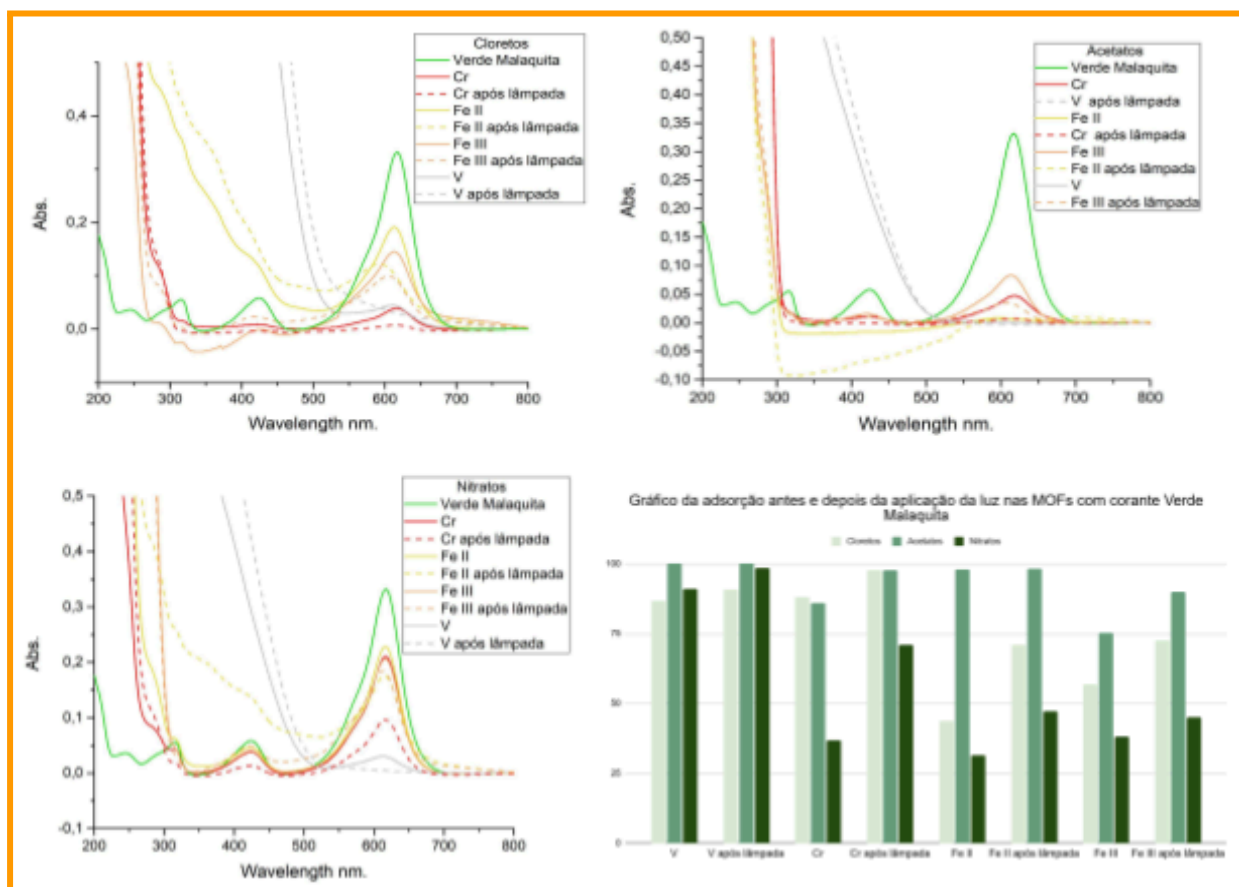 Cloretos
Verde Malaquita
Cr
Cr após lâmpada
Fe II
Fe II após lâmpada
Fe III
Fe III após lâmpada
V
V após lâmpada
Abs.
0,4
0,2
0,0
200 300 400 500 600 700 800
Wavelength nm.
Acetatos
Verde Malaquita
Cr
V após lâmpada
Fe II
Cr após lâmpada
Fe III
Fe II após lâmpada
V
Fe III após lâmpada
Abs.
0,50
0,45
0,40
0,35
0,30
0,25
0,20
0,15
0,10
0,05
0,00
-0,05
-0,10
200 300 400 500 600 700 800
Wavelength nm.
Nitratos
Verde Malaquita
Cr
Cr após lâmpada
Fe II
Fe II após lâmpada
Fe III
Fe III após lâmpada
V
V após lâmpada
Abs.
0,5
0,4
0,3
0,2
0,1
0,0
-0,1
200 300 400 500 600 700 800
Wavelength nm.
Gráfico da adsorção antes e depois da aplicação da luz nas MOFs com corante Verde
Malaquita
Cloretos Acetatos Nitratos
100
75
50
25
0
V V após lâmpada Cr Cr após lâmpada Fe II Fe II após lâmpada Fe III Fe III após lâmpada